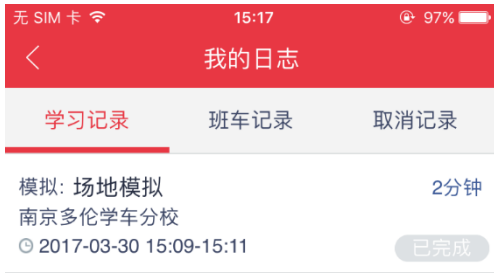 无 SIM 卡 15:17 97%
我的日志
学习记录 班车记录 取消记录
模拟: 场地模拟 2分钟
南京多伦学车分校
2017-03-30 15:09-15:11 已完成